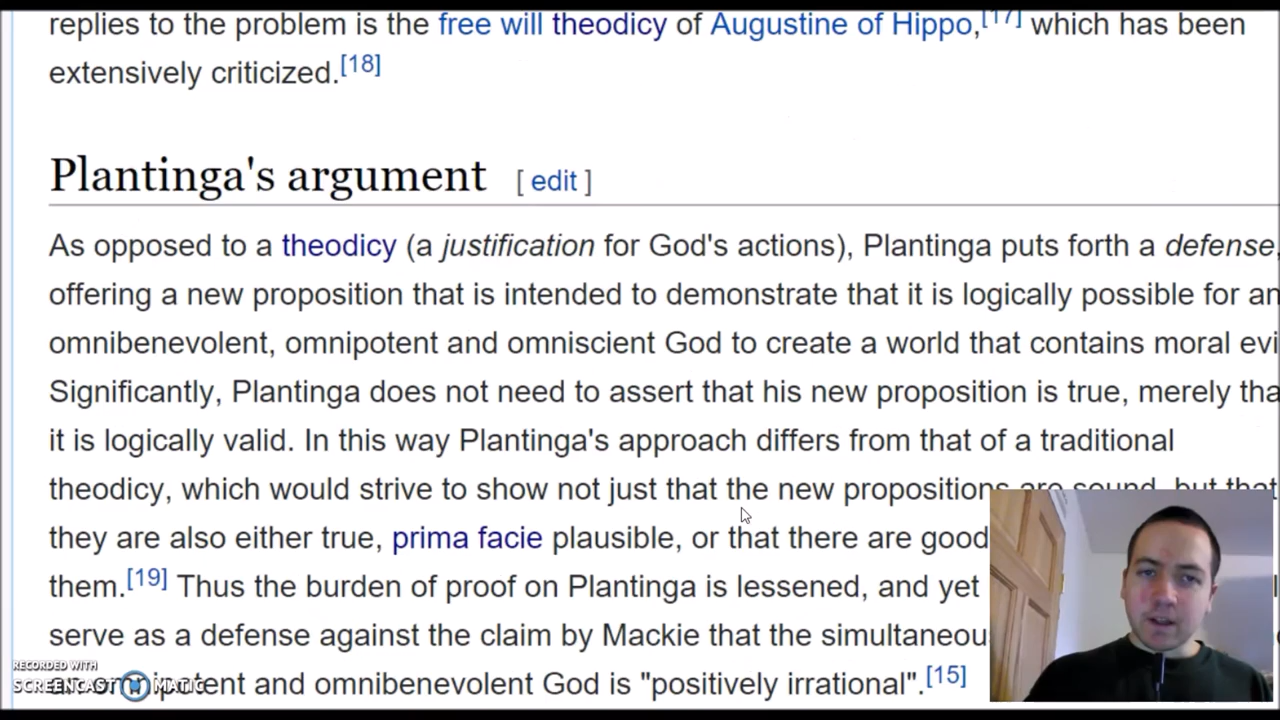 replies to the problem is the free will theodicy of Augustine of Hippo,[17] which has been
extensively criticized.[18]
Plantinga's argument [ edit ]
As opposed to a theodicy (a justification for God's actions), Plantinga puts forth a defense,
offering a new proposition that is intended to demonstrate that it is logically possible for an
omnibenevolent, omnipotent and omniscient God to create a world that contains moral evi
Significantly, Plantinga does not need to assert that his new proposition is true, merely tha
it is logically valid. In this way Plantinga's approach differs from that of a traditional
theodicy, which would strive to show not just that the new propositions are sound, but that
they are also either true, prima facie plausible, or that there are good
them.[19] Thus the burden of proof on Plantinga is lessened, and yet
serve as a defense against the claim by Mackie that the simultaneou
RECORDED WITH
SCREENCAST MATIC
and omnibenevolent God is "positively irrational".[15]